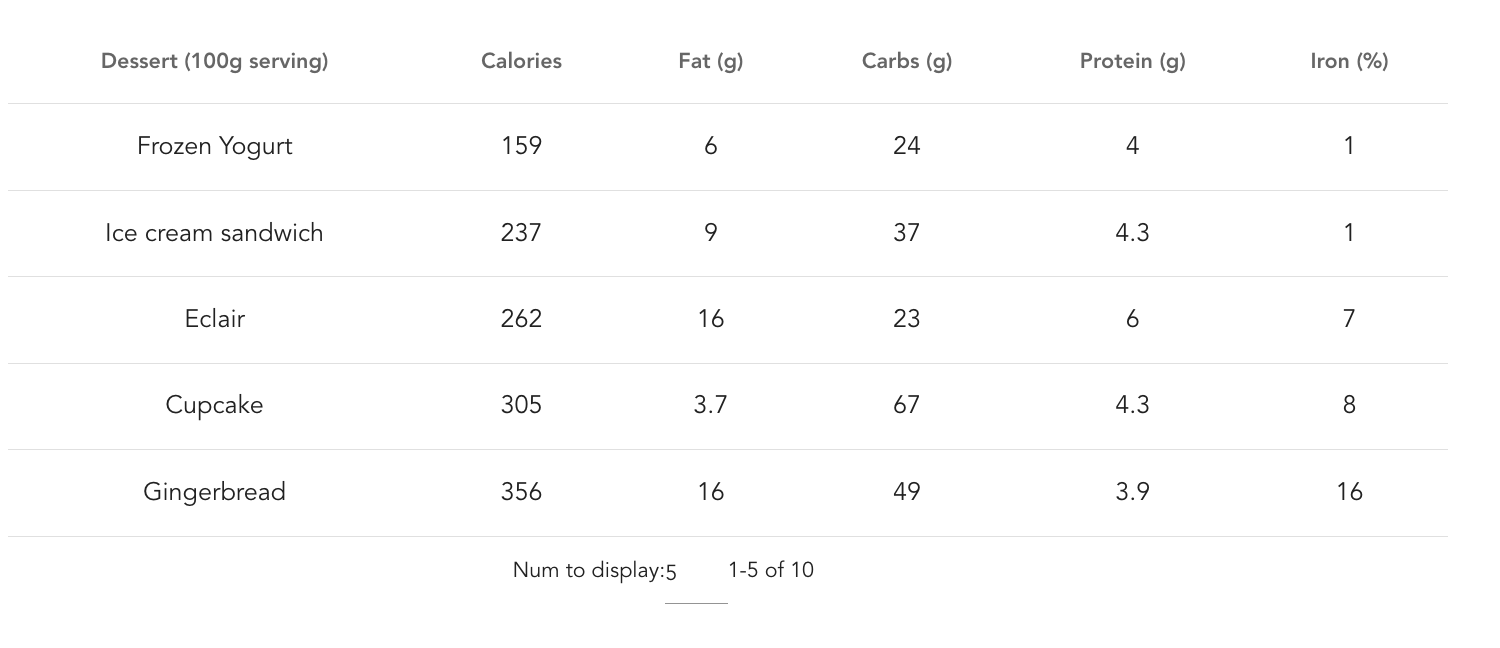 Dessert (100g serving) Calories Fat (g) Carbs (g) Protein (g) Iron (%)
Frozen Yogurt 159 6 24 4 1
Ice cream sandwich 237 9 37 4.3 1
Eclair 262 16 23 6 7
Cupcake 305 3.7 67 4.3 8
Gingerbread 356 16 49 3.9 16
Num to display:5 1-5 of 10